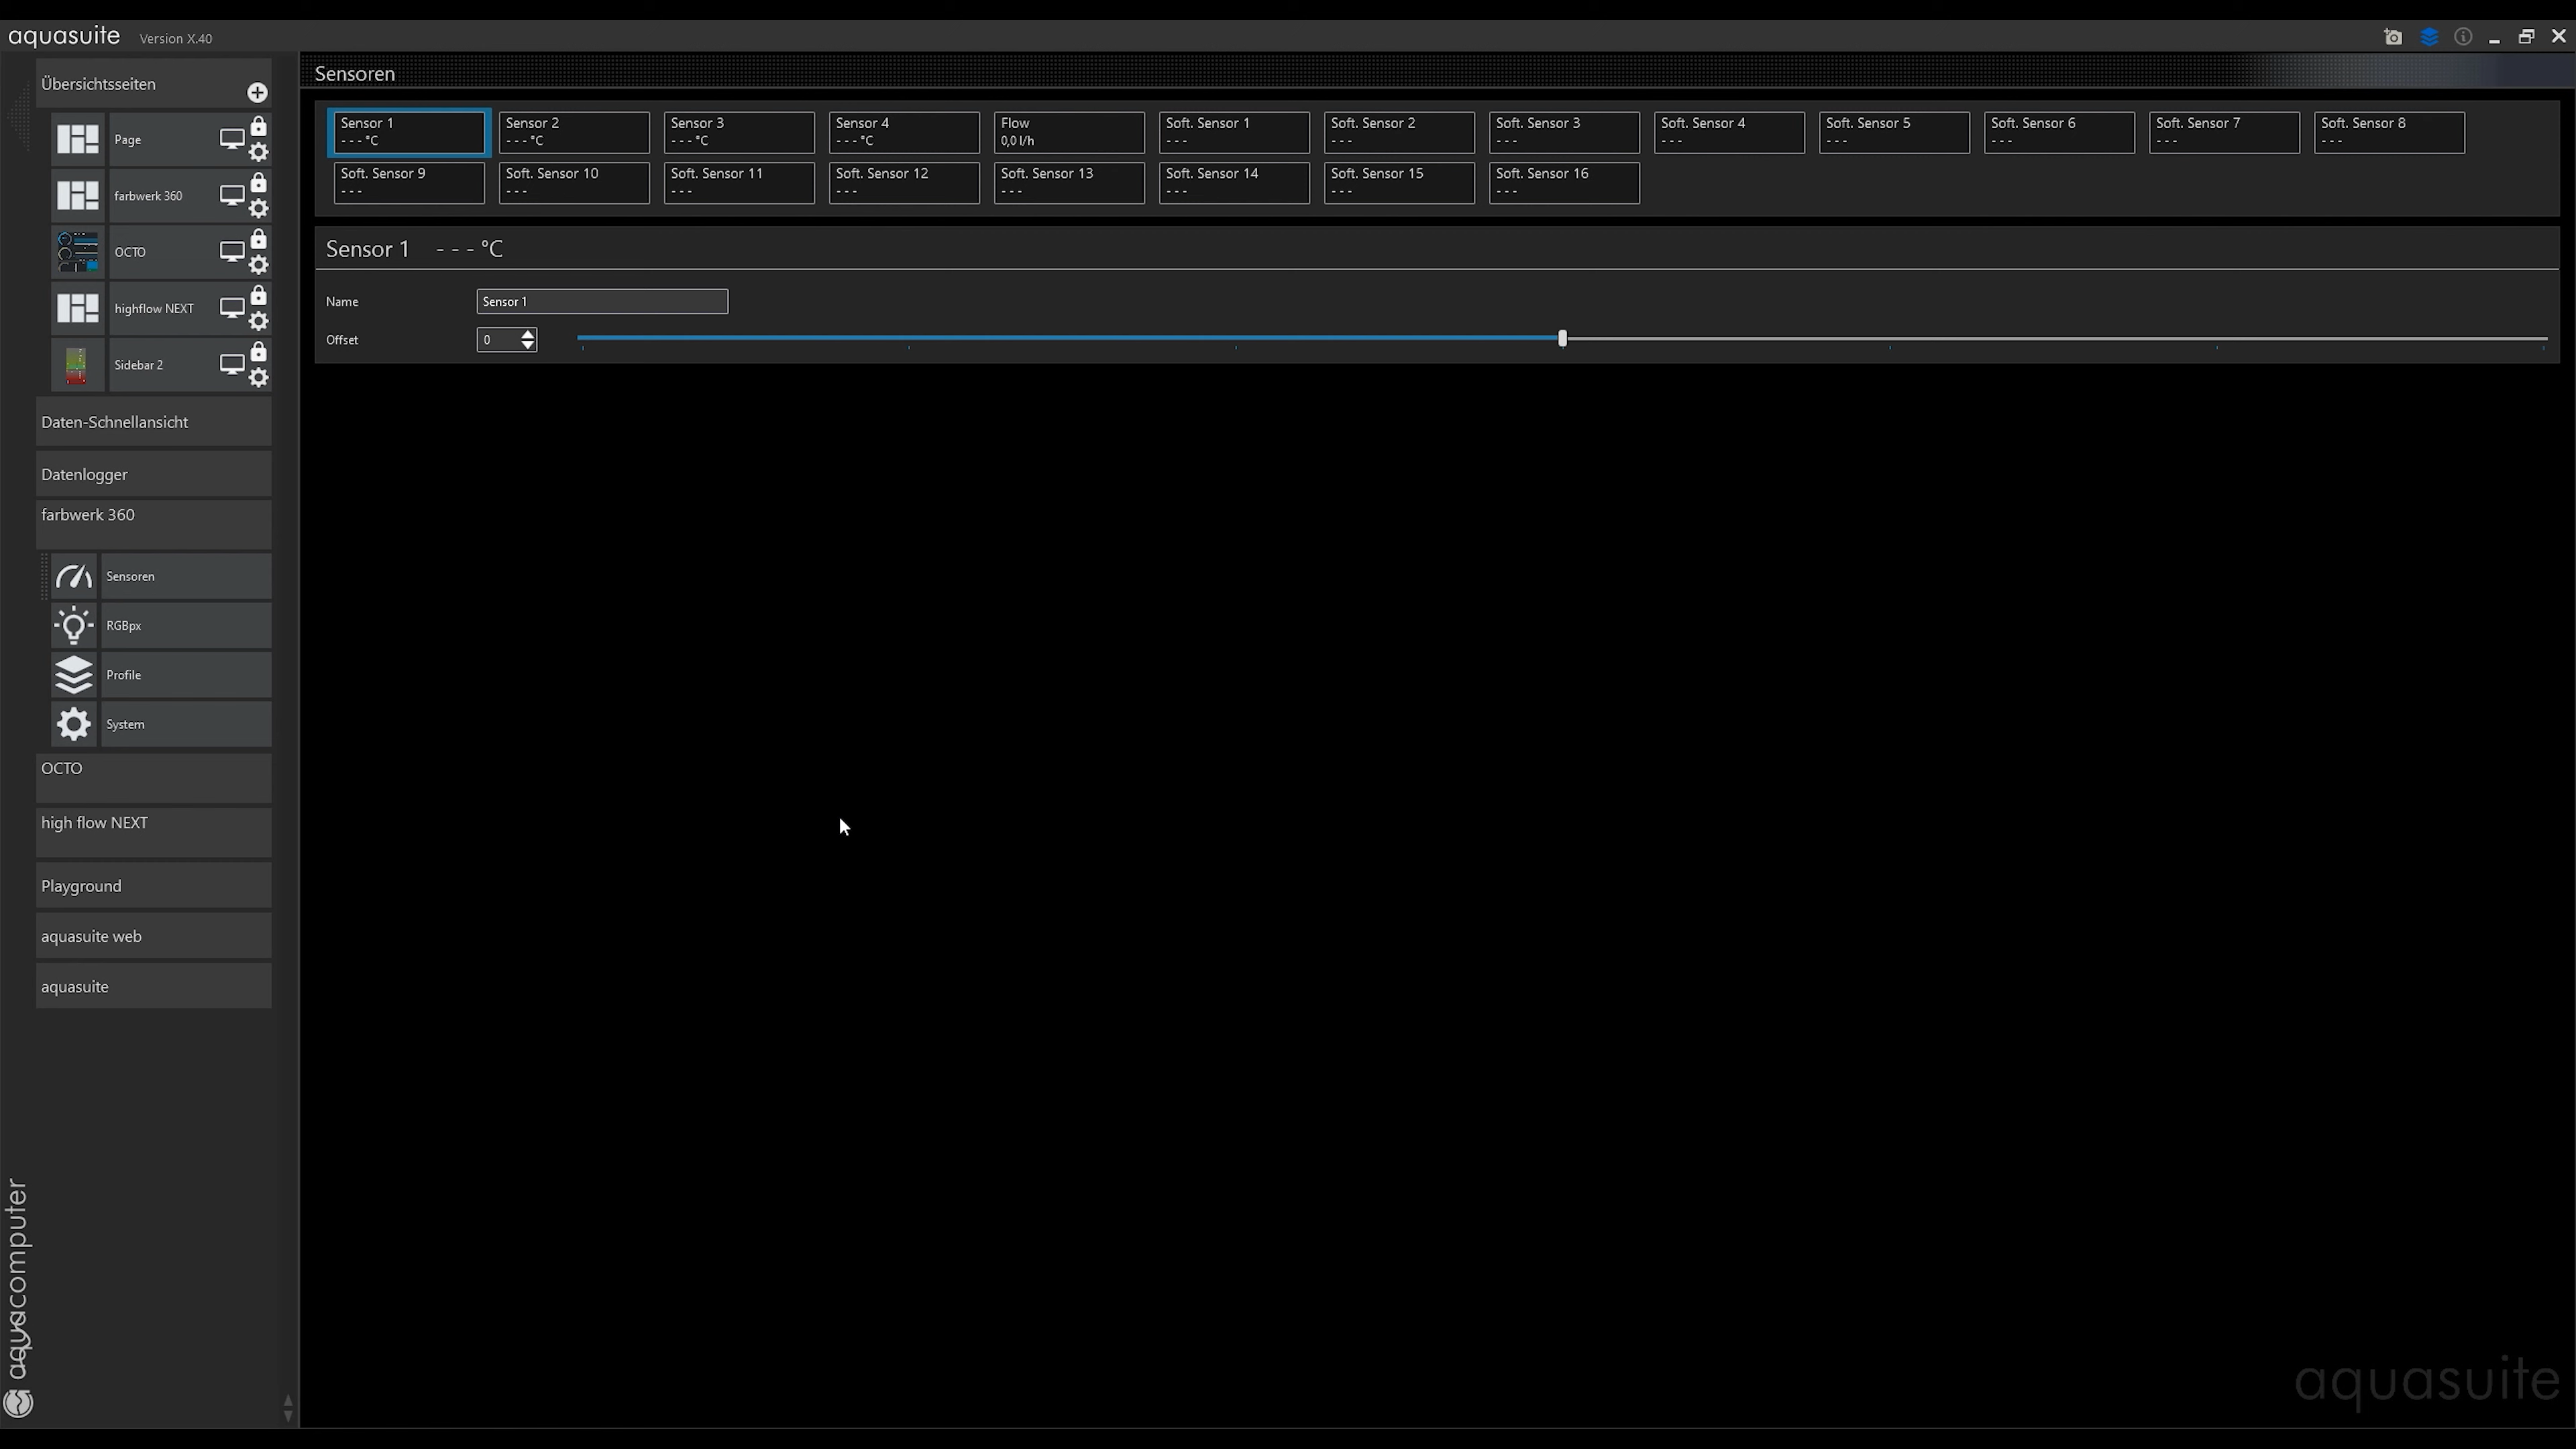 aquasuite Version X.40
Übersichtsseiten
Page
farbwerk 360
OCTO
highflow NEXT
Sidebar 2
Daten-Schnellansicht
Datenlogger
farbwerk 360
Sensoren
RGBpx
Profile
System
OCTO
high flow NEXT
Playground
aquasuite web
aquasuite
aquacomputer
Sensoren
Sensor 1
- - - °C
Sensor 2
- - - °C
Sensor 3
- - - °C
Sensor 4
- - - °C
Flow
0,0 l/h
Soft. Sensor 1
- - -
Soft. Sensor 2
- - -
Soft. Sensor 3
- - -
Soft. Sensor 4
- - -
Soft. Sensor 5
- - -
Soft. Sensor 6
- - -
Soft. Sensor 7
- - -
Soft. Sensor 8
- - -
Soft. Sensor 9
- - -
Soft. Sensor 10
- - -
Soft. Sensor 11
- - -
Soft. Sensor 12
- - -
Soft. Sensor 13
- - -
Soft. Sensor 14
- - -
Soft. Sensor 15
- - -
Soft. Sensor 16
- - -
Sensor 1 - - - °C
Name Sensor 1
Offset 0
aquasuite